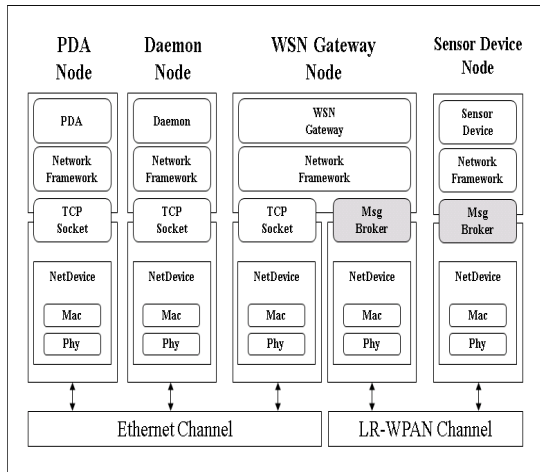 PDA
Node
Daemon
Node
WSN Gateway
Node
Sensor Device
Node
PDA
Daemon
WSN
Gateway
Sensor
Device
Network
Framework
Network
Framework
Network
Framework
Network
Framework
TCP
Socket
TCP
Socket
TCP
Socket
Msg
Broker
Msg
Broker
NetDevice
NetDevice
NetDevice
NetDevice
NetDevice
Mac
Mac
Mac
Mac
Mac
Phy
Phy
Phy
Phy
Phy
Ethernet Channel
LR-WPAN Channel